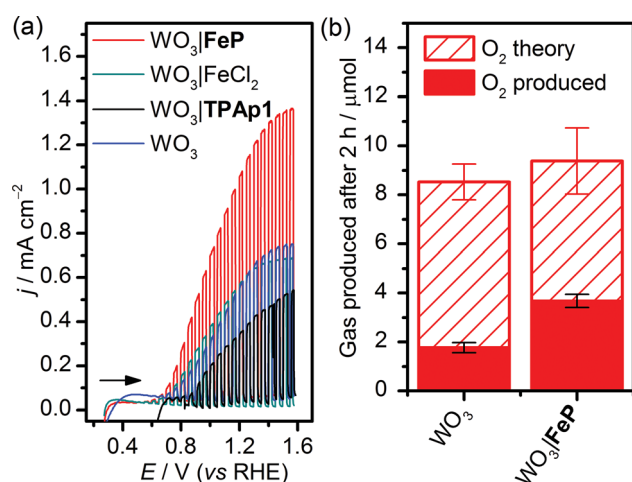 (a)
WO₃|FeP
WO₃|FeCl₂
WO₃|TPAp1
WO₃
1.6
1.4
1.2
1.0
0.8
0.6
0.4
0.2
0.0
j / mA cm⁻²
0.4 0.8 1.2 1.6
E / V (vs RHE)
(b)
O₂ theory
O₂ produced
14
12
10
8
6
4
2
0
Gas produced after 2 h / μmol
WO₃
WO₃|FeP